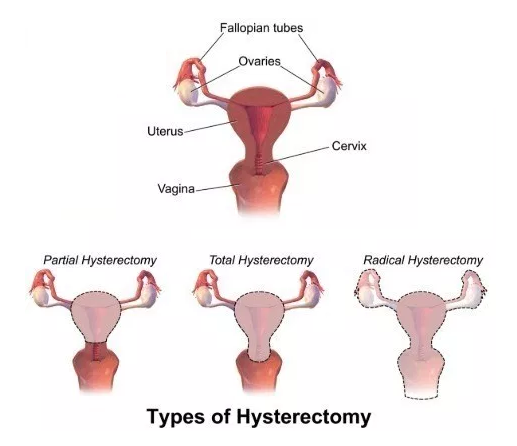 Fallopian tubes
Ovaries
Uterus
Cervix
Vagina
Partial Hysterectomy
Total Hysterectomy
Radical Hysterectomy
Types of Hysterectomy